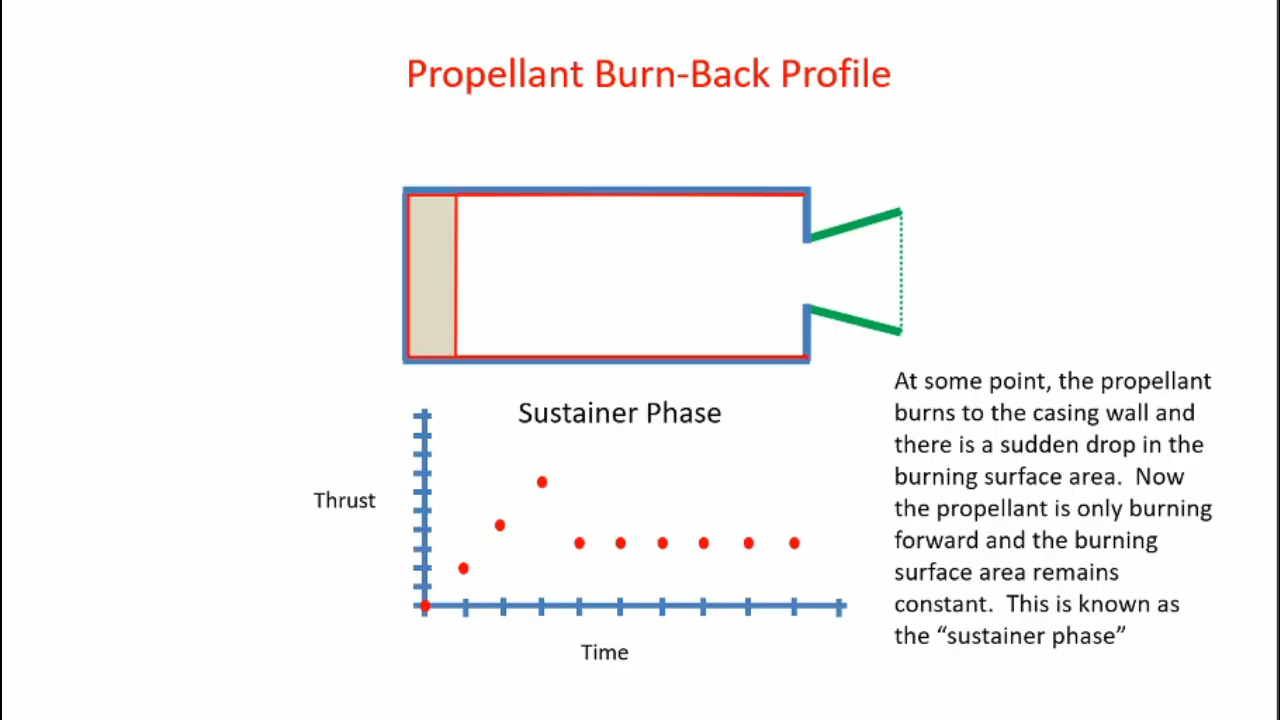 Propellant Burn-Back Profile
Sustainer Phase
Thrust
Time
At some point, the propellant
burns to the casing wall and
there is a sudden drop in the
burning surface area.  Now
the propellant is only burning
forward and the burning
surface area remains
constant.  This is known as
the “sustainer phase”